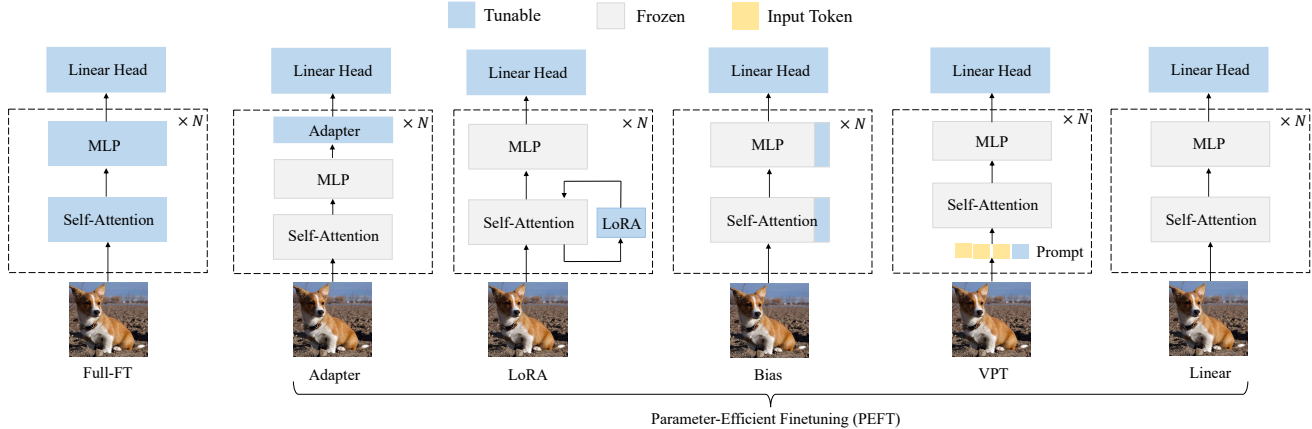 Tunable
Frozen
Input Token
Linear Head
Linear Head
Linear Head
Linear Head
Linear Head
Linear Head
× N
MLP
Self-Attention
× N
Adapter
MLP
Self-Attention
× N
MLP
Self-Attention
LoRA
× N
MLP
Self-Attention
× N
MLP
Self-Attention
Prompt
× N
MLP
Self-Attention
Full-FT
Adapter
LoRA
Bias
VPT
Linear
Parameter-Efficient Finetuning (PEFT)